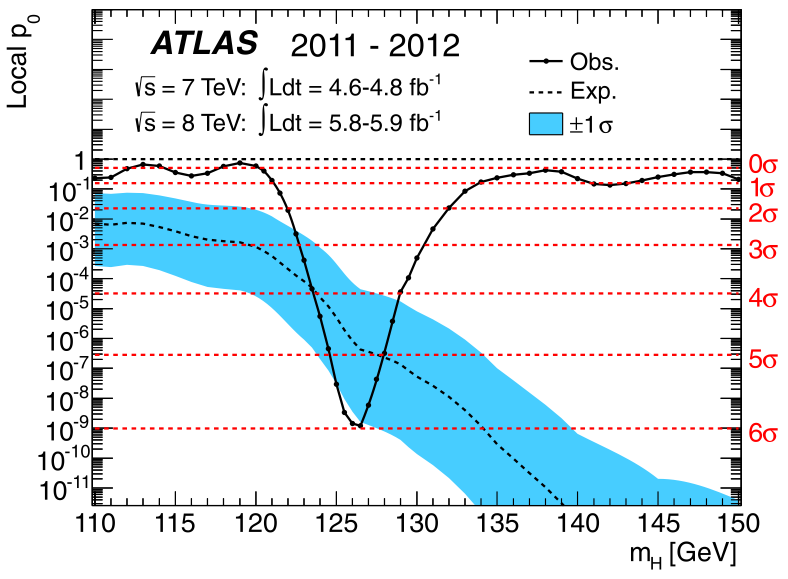 Local p₀
ATLAS 2011 - 2012
√s = 7 TeV: ∫Ldt = 4.6-4.8 fb⁻¹
√s = 8 TeV: ∫Ldt = 5.8-5.9 fb⁻¹
Obs.
Exp.
±1σ
1
10⁻¹
10⁻²
10⁻³
10⁻⁴
10⁻⁵
10⁻⁶
10⁻⁷
10⁻⁸
10⁻⁹
10⁻¹⁰
10⁻¹¹
0σ
1σ
2σ
3σ
4σ
5σ
6σ
110 115 120 125 130 135 140 145 150
m_H [GeV]